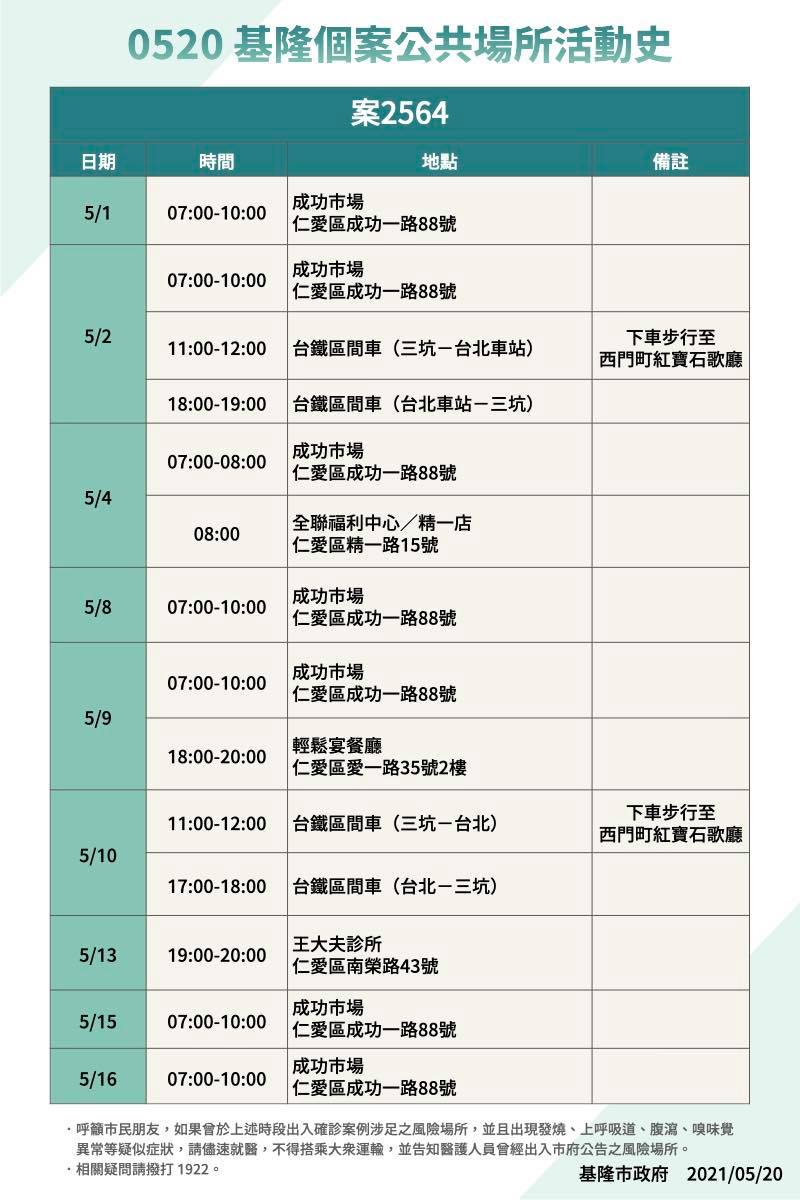 0520 基隆個案公共場所活動史
案2564
日期 時間 地點 備註
5/1 07:00-10:00 成功市場
仁愛區成功一路88號
5/2 07:00-10:00 成功市場
仁愛區成功一路88號
11:00-12:00 台鐵區間車（三坑－台北車站） 下車步行至
西門町紅寶石歌廳
18:00-19:00 台鐵區間車（台北車站－三坑）
5/4 07:00-08:00 成功市場
仁愛區成功一路88號
08:00 全聯福利中心／精一店
仁愛區精一路15號
5/8 07:00-10:00 成功市場
仁愛區成功一路88號
5/9 07:00-10:00 成功市場
仁愛區成功一路88號
18:00-20:00 輕鬆宴餐廳
仁愛區愛一路35號2樓
5/10 11:00-12:00 台鐵區間車（三坑－台北） 下車步行至
西門町紅寶石歌廳
17:00-18:00 台鐵區間車（台北－三坑）
5/13 19:00-20:00 王大夫診所
仁愛區南榮路43號
5/15 07:00-10:00 成功市場
仁愛區成功一路88號
5/16 07:00-10:00 成功市場
仁愛區成功一路88號
・呼籲市民朋友，如果曾於上述時段出入確診案例涉足之風險場所，並且出現發燒、上呼吸道、腹瀉、嗅味覺
異常等疑似症狀，請儘速就醫，不得搭乘大眾運輸，並告知醫護人員曾經出入市府公告之風險場所。
・相關疑問請撥打 1922。
基隆市政府 2021/05/20